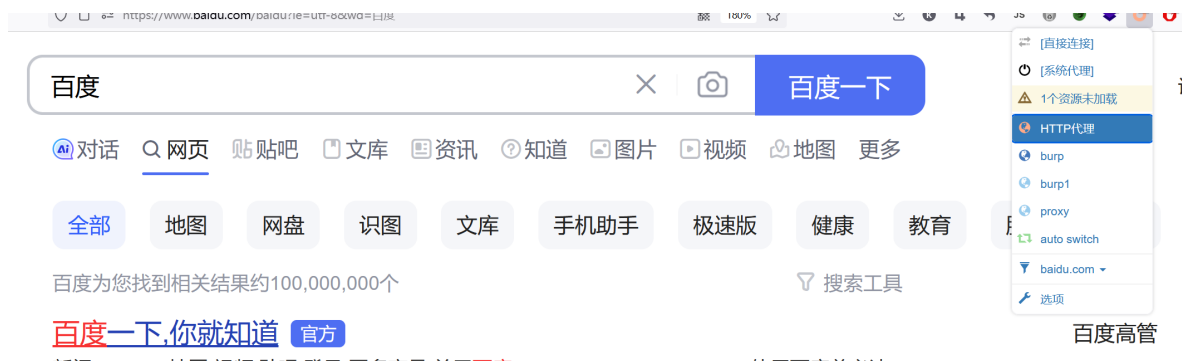 https://www.baidu.com/baidu?ie=utf-8&wd=百度 180%
百度 百度一下
Ai 对话 网页 贴吧 文库 资讯 知道 图片 视频 地图 更多
全部 地图 网盘 识图 文库 手机助手 极速版 健康 教育
百度为您找到相关结果约100,000,000个 搜索工具
百度一下,你就知道 官方
百度高管
[直接连接]
[系统代理]
1个资源未加载
HTTP代理
burp
burp1
proxy
auto switch
baidu.com
选项